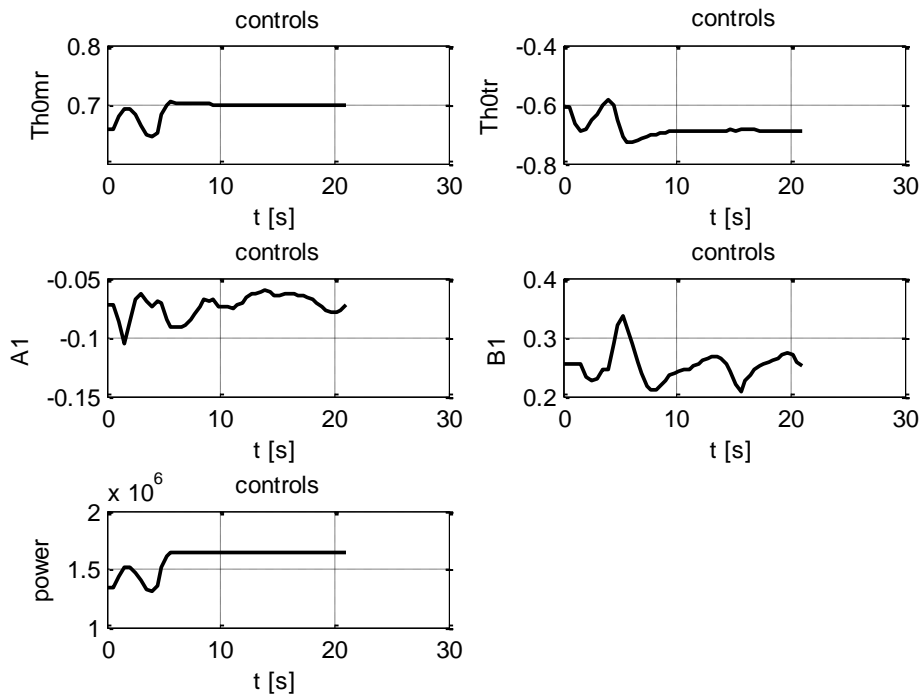 controls
0.8
0.7
Th0mr
0 10 20 30
t [s]
controls
-0.4
-0.6
-0.8
Th0tr
0 10 20 30
t [s]
controls
-0.05
-0.1
-0.15
A1
0 10 20 30
t [s]
controls
0.4
0.3
0.2
B1
0 10 20 30
t [s]
x 10^6
controls
2
1.5
1
power
0 10 20 30
t [s]